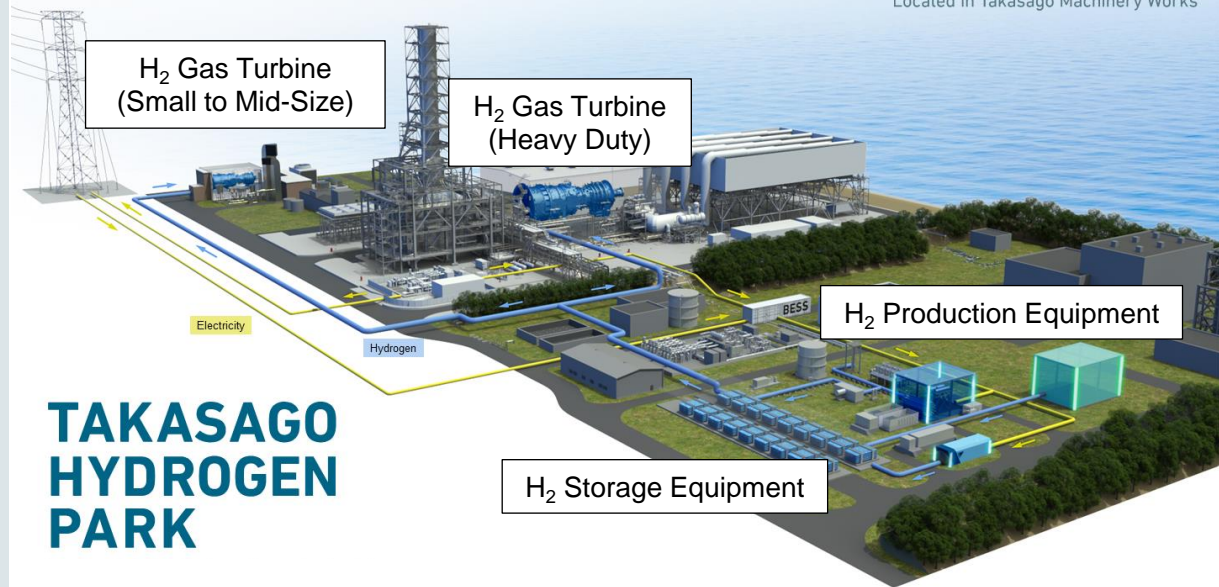 Located in Takasago Machinery Works
H₂ Gas Turbine
(Small to Mid-Size)
H₂ Gas Turbine
(Heavy Duty)
BESS
H₂ Production Equipment
Electricity
Hydrogen
TAKASAGO
HYDROGEN
PARK
H₂ Storage Equipment